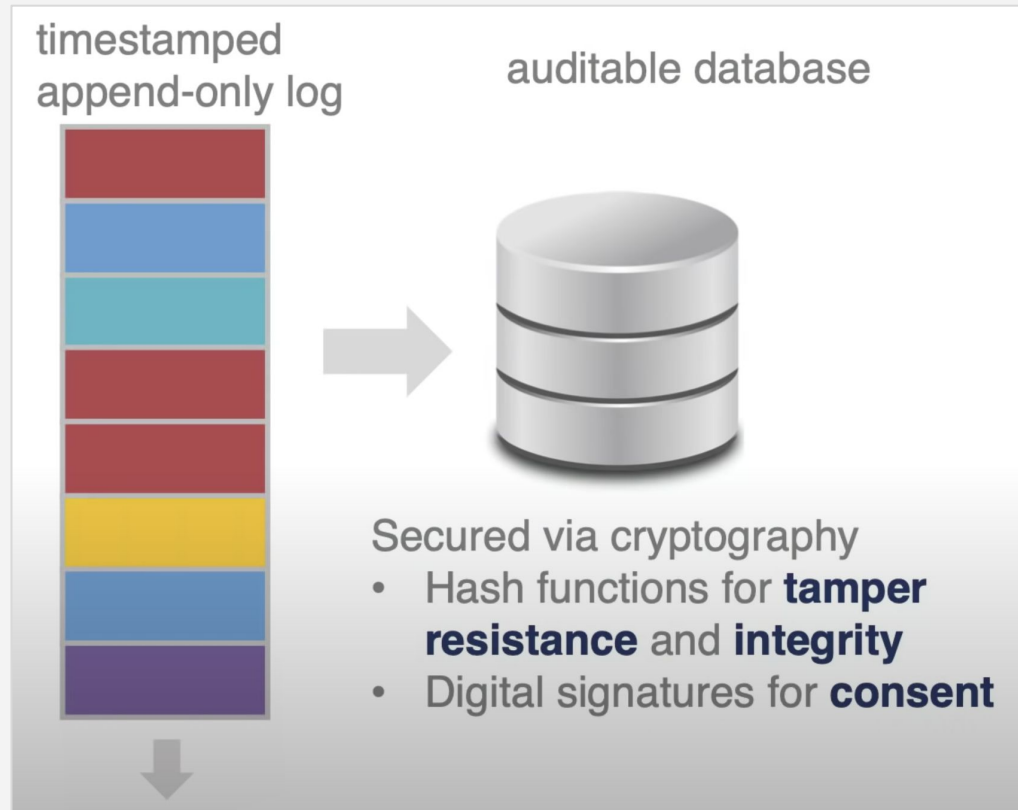 timestamped
append-only log
auditable database
Secured via cryptography
• Hash functions for tamper
resistance and integrity
• Digital signatures for consent